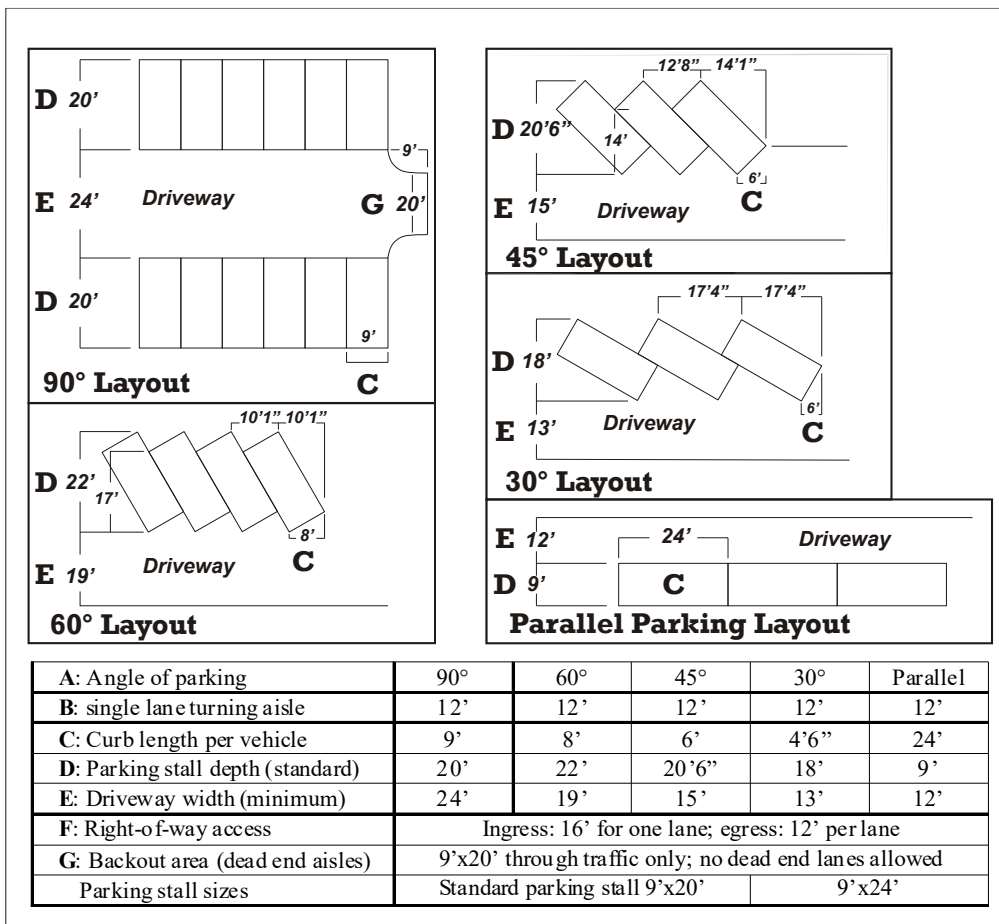 D 20’
9’
E 24’ Driveway G 20’
D 20’
9’
90° Layout C
12’8” 14’1”
D 20’6”
14’
6’
C
E 15’ Driveway
45° Layout
17’4” 17’4”
D 18’
6’
C
E 13’ Driveway
30° Layout
10’1” 10’1”
D 22’
17’
8’
C
E 19’ Driveway
60° Layout
E 12’ 24’ Driveway
D 9’ C
Parallel Parking Layout
A: Angle of parking 90° 60° 45° 30° Parallel
B: single lane turning aisle 12’ 12’ 12’ 12’ 12’
C: Curb length per vehicle 9’ 8’ 6’ 4’6” 24’
D: Parking stall depth (standard) 20’ 22’ 20’6” 18’ 9’
E: Driveway width (minimum) 24’ 19’ 15’ 13’ 12’
F: Right-of-way access Ingress: 16’ for one lane; egress: 12’ per lane
G: Backout area (dead end aisles) 9’x20’ through traffic only; no dead end lanes allowed
Parking stall sizes Standard parking stall 9’x20’ 9’x24’